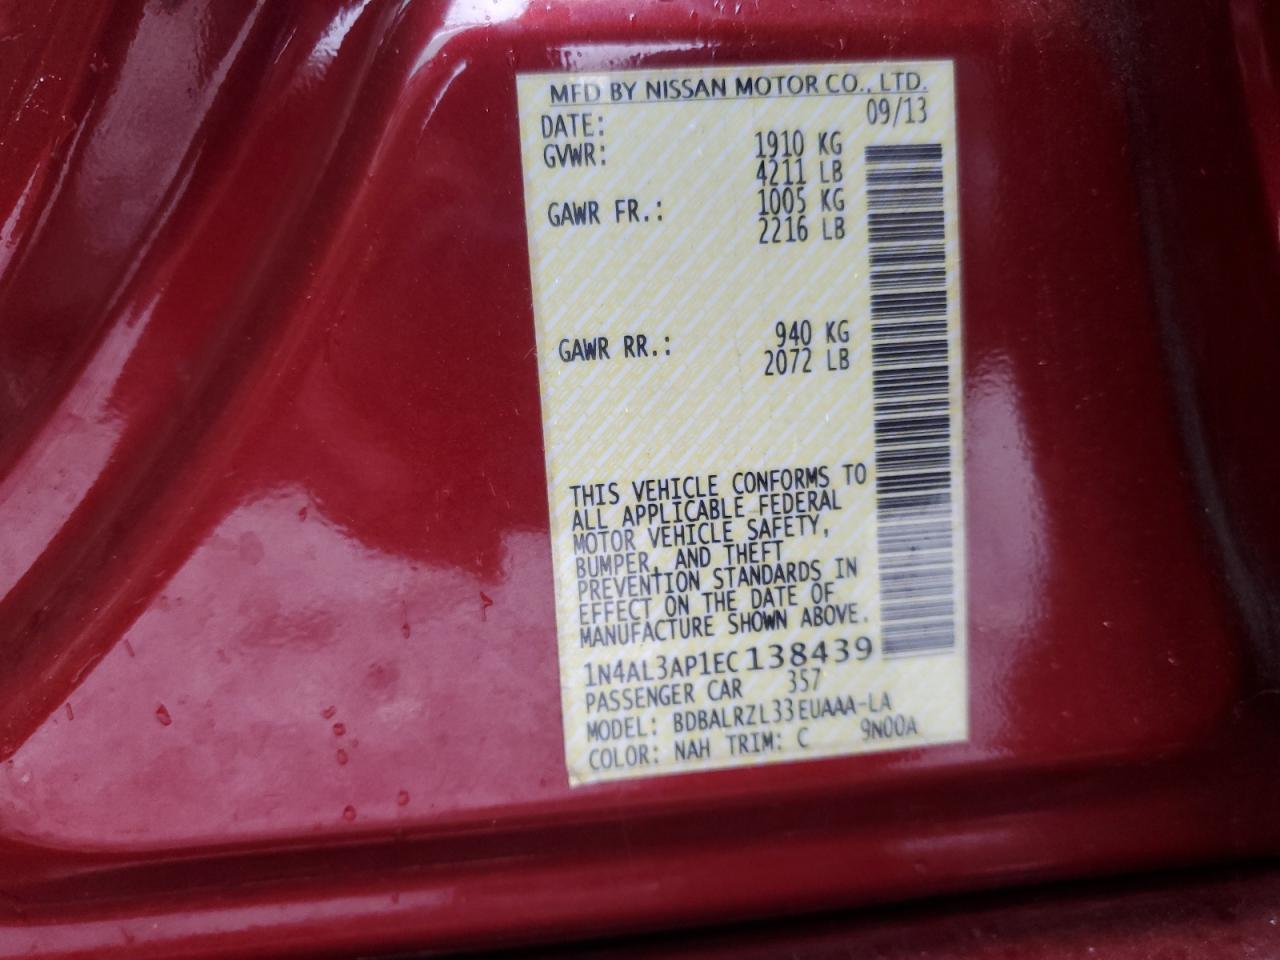 MFD BY NISSAN MOTOR CO., LTD.
DATE: 09/13
GVWR: 1910 KG
4211 LB
GAWR FR.: 1005 KG
2216 LB
GAWR RR.: 940 KG
2072 LB
THIS VEHICLE CONFORMS TO
ALL APPLICABLE FEDERAL
MOTOR VEHICLE SAFETY,
BUMPER, AND THEFT
PREVENTION STANDARDS IN
EFFECT ON THE DATE OF
MANUFACTURE SHOWN ABOVE.
1N4AL3AP1EC138439
PASSENGER CAR 357
MODEL: BDBALRZL33EUAAA-LA
COLOR: NAH TRIM: C 9N00A